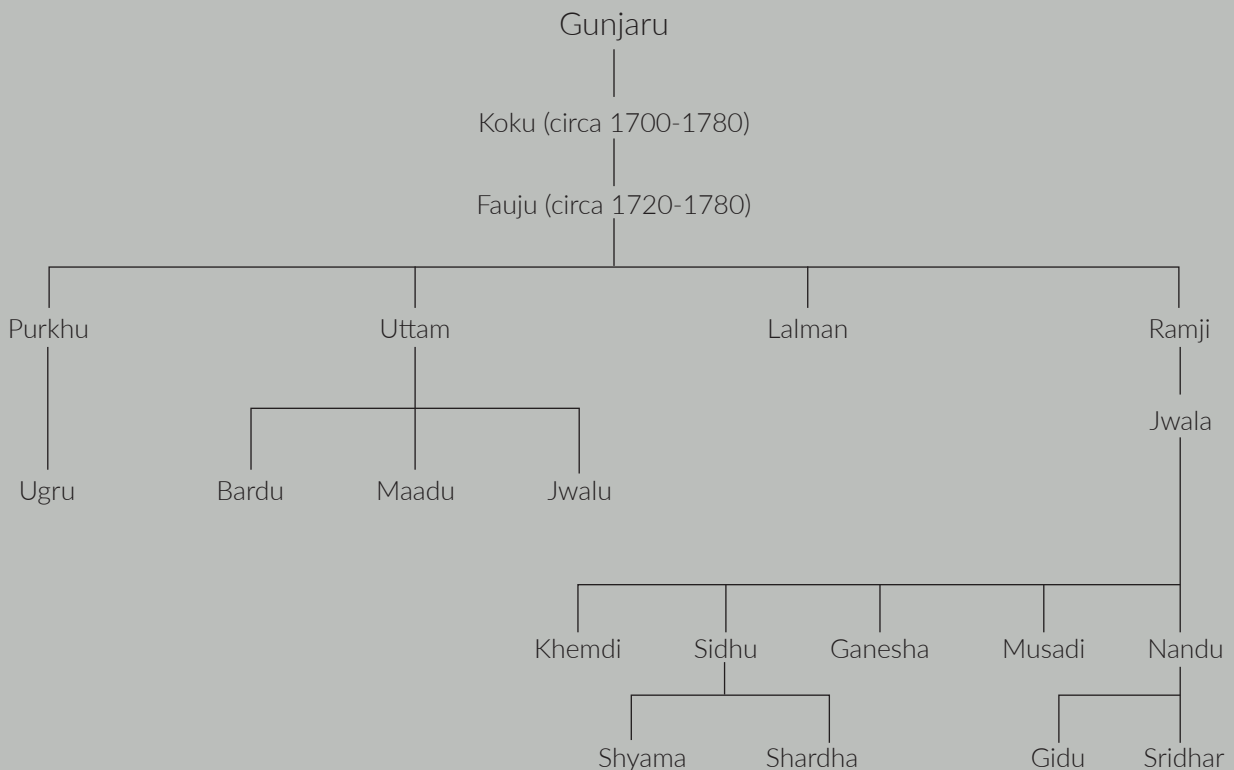 Gunjaru
Koku (circa 1700-1780)
Fauju (circa 1720-1780)
Purkhu Uttam Lalman Ramji
Jwala
Ugru Bardu Maadu Jwalu
Khemdi Sidhu Ganesha Musadi Nandu
Shyama Shardha Gidu Sridhar